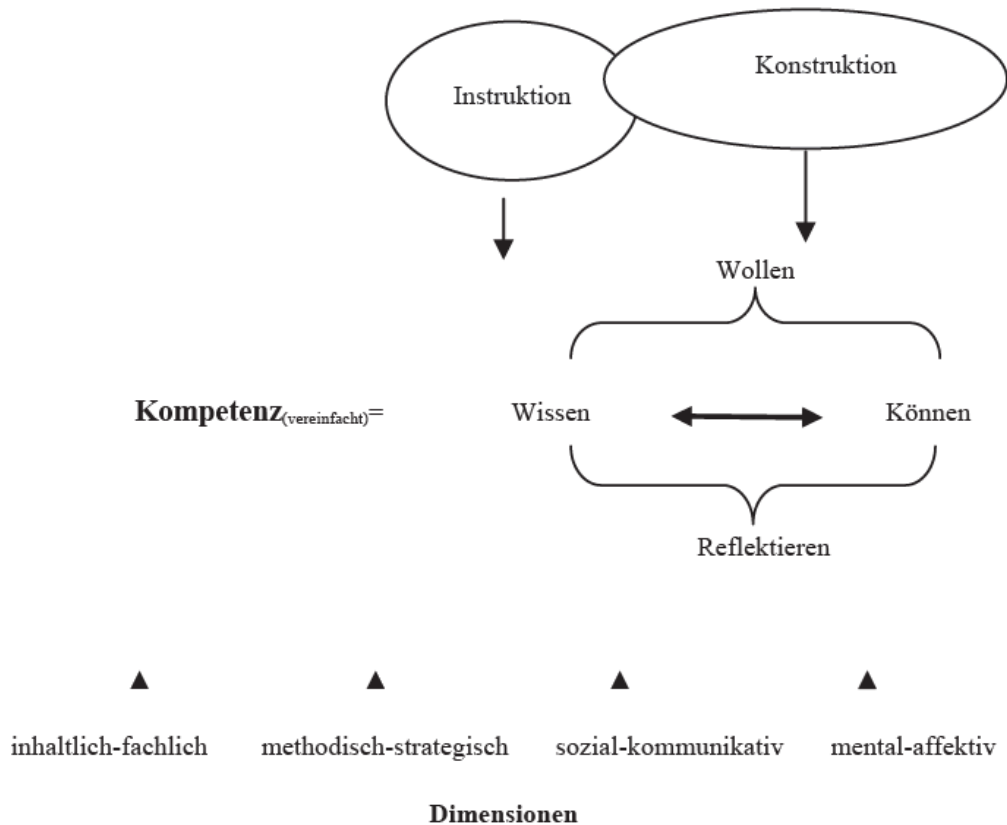 Instruktion
Konstruktion
Wollen
Kompetenz(vereinfacht)= Wissen Können
Reflektieren
inhaltlich-fachlich methodisch-strategisch sozial-kommunikativ mental-affektiv
Dimensionen